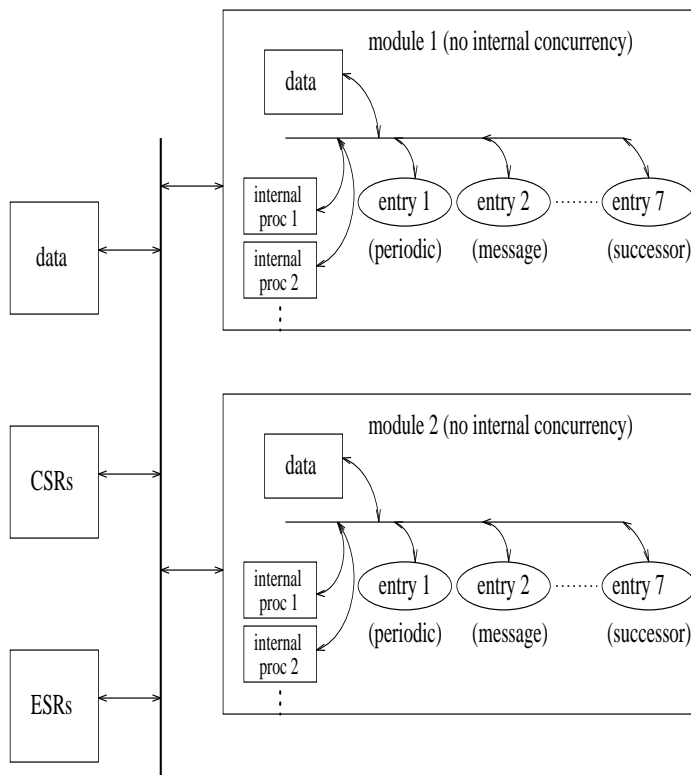 module 1 (no internal concurrency)
data
internal
proc 1
entry 1
entry 2
entry 7
(periodic)
(message)
(successor)
internal
proc 2
data
module 2 (no internal concurrency)
data
CSRs
internal
proc 1
entry 1
entry 2
entry 7
(periodic)
(message)
(successor)
internal
proc 2
ESRs